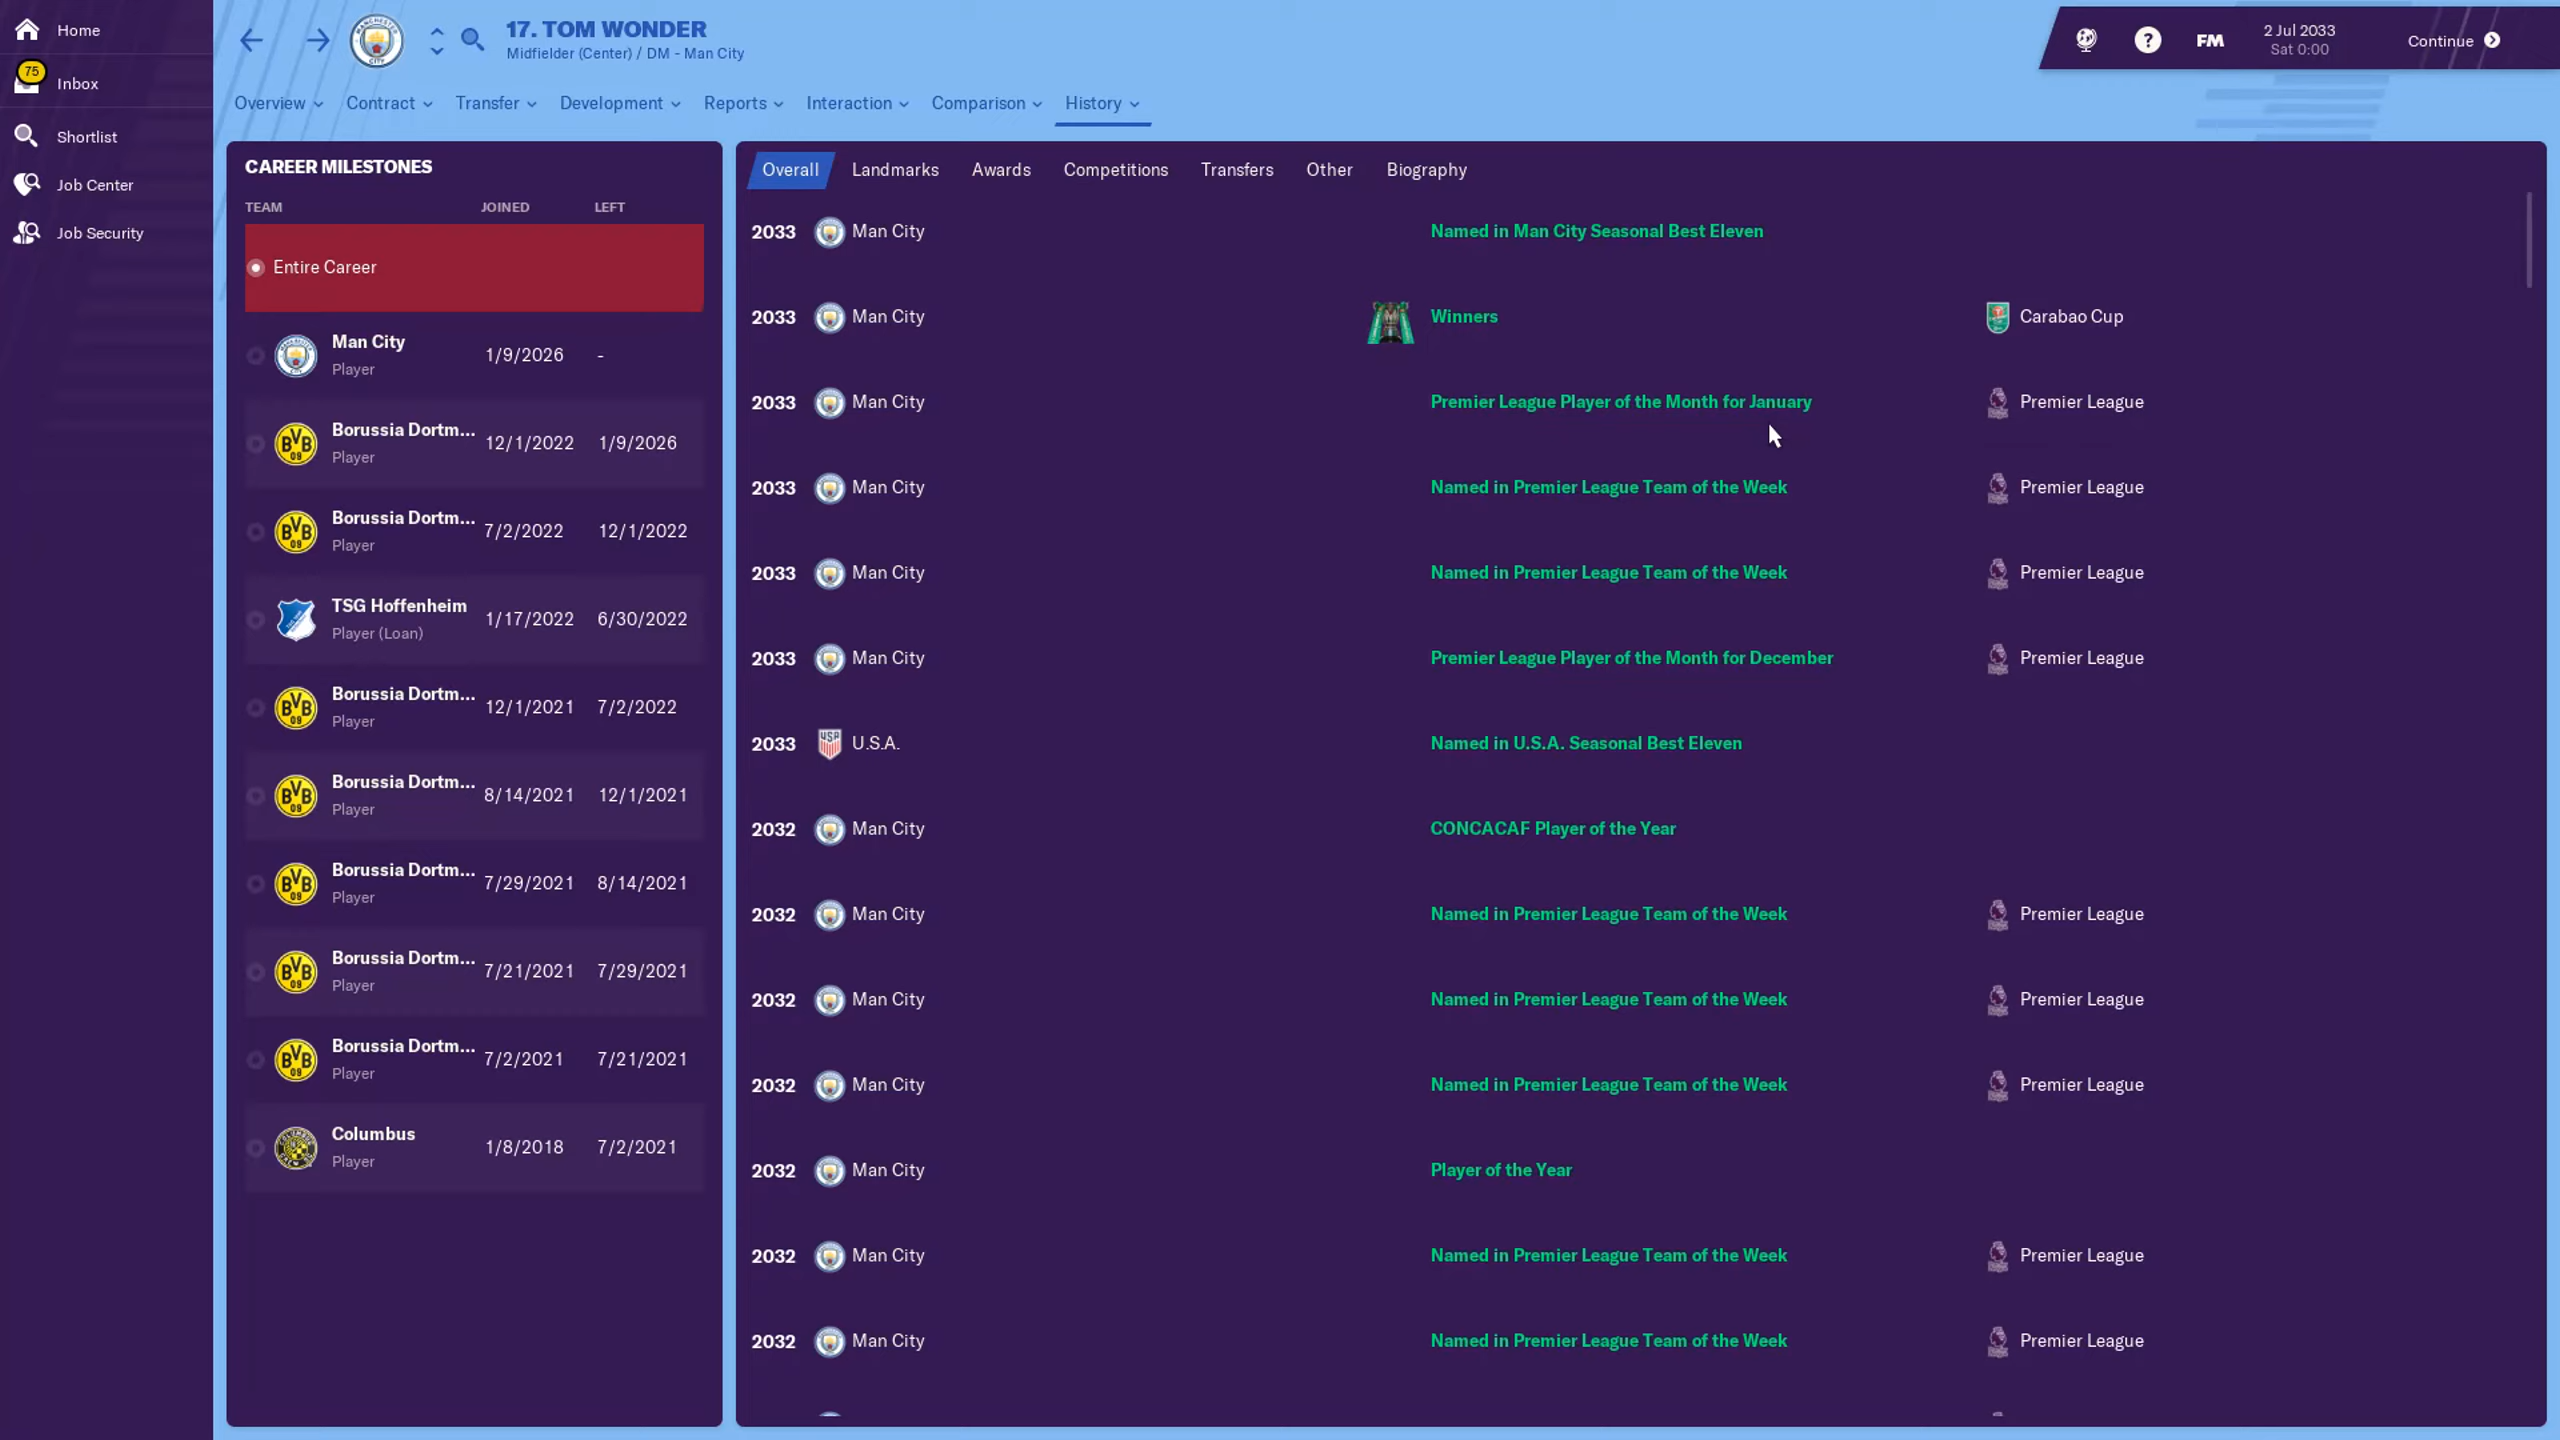 Home
75
Inbox
Shortlist
Job Center
Job Security
17. TOM WONDER
Midfielder (Center) / DM - Man City
FM
2 Jul 2033
Sat 0:00
Continue
Overview
Contract
Transfer
Development
Reports
Interaction
Comparison
History
CAREER MILESTONES
TEAM JOINED LEFT
Entire Career
Man City
Player
1/9/2026 -
Borussia Dortm...
Player
12/1/2022 1/9/2026
Borussia Dortm...
Player
7/2/2022 12/1/2022
TSG Hoffenheim
Player (Loan)
1/17/2022 6/30/2022
Borussia Dortm...
Player
12/1/2021 7/2/2022
Borussia Dortm...
Player
8/14/2021 12/1/2021
Borussia Dortm...
Player
7/29/2021 8/14/2021
Borussia Dortm...
Player
7/21/2021 7/29/2021
Borussia Dortm...
Player
7/2/2021 7/21/2021
Columbus
Player
1/8/2018 7/2/2021
Overall Landmarks Awards Competitions Transfers Other Biography
2033 Man City Named in Man City Seasonal Best Eleven
2033 Man City Winners Carabao Cup
2033 Man City Premier League Player of the Month for January Premier League
2033 Man City Named in Premier League Team of the Week Premier League
2033 Man City Named in Premier League Team of the Week Premier League
2033 Man City Premier League Player of the Month for December Premier League
2033 U.S.A. Named in U.S.A. Seasonal Best Eleven
2032 Man City CONCACAF Player of the Year
2032 Man City Named in Premier League Team of the Week Premier League
2032 Man City Named in Premier League Team of the Week Premier League
2032 Man City Named in Premier League Team of the Week Premier League
2032 Man City Player of the Year
2032 Man City Named in Premier League Team of the Week Premier League
2032 Man City Named in Premier League Team of the Week Premier League